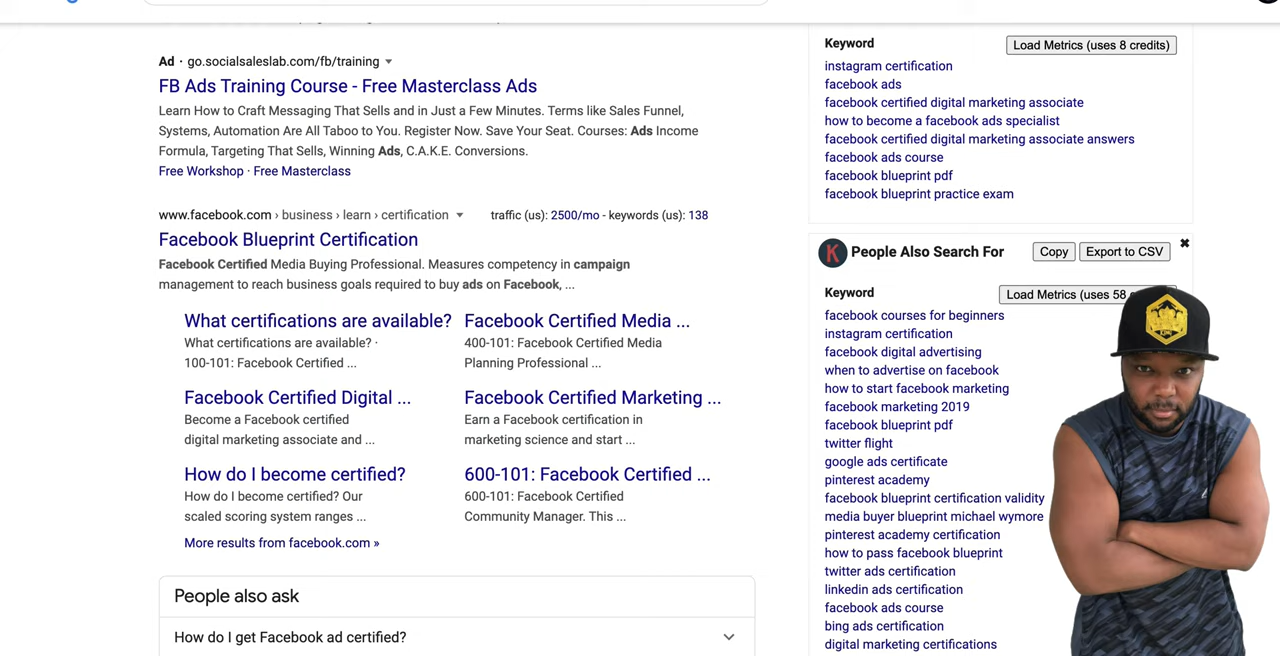 Ad · go.socialsaleslab.com/fb/training
FB Ads Training Course - Free Masterclass Ads
Learn How to Craft Messaging That Sells and in Just a Few Minutes. Terms like Sales Funnel,
Systems, Automation Are All Taboo to You. Register Now. Save Your Seat. Courses: Ads Income
Formula, Targeting That Sells, Winning Ads, C.A.K.E. Conversions.
Free Workshop · Free Masterclass
www.facebook.com › business › learn › certification
traffic (us): 2500/mo - keywords (us): 138
Facebook Blueprint Certification
Facebook Certified Media Buying Professional. Measures competency in campaign
management to reach business goals required to buy ads on Facebook, ...
What certifications are available?
What certifications are available? ·
100-101: Facebook Certified ...
Facebook Certified Media ...
400-101: Facebook Certified Media
Planning Professional ...
Facebook Certified Digital ...
Become a Facebook certified
digital marketing associate and ...
Facebook Certified Marketing ...
Earn a Facebook certification in
marketing science and start ...
How do I become certified?
How do I become certified? Our
scaled scoring system ranges ...
600-101: Facebook Certified ...
600-101: Facebook Certified
Community Manager. This ...
More results from facebook.com »
People also ask
How do I get Facebook ad certified?
Keyword
Load Metrics (uses 8 credits)
instagram certification
facebook ads
facebook certified digital marketing associate
how to become a facebook ads specialist
facebook certified digital marketing associate answers
facebook ads course
facebook blueprint pdf
facebook blueprint practice exam
K
People Also Search For
Copy
Export to CSV
Keyword
Load Metrics (uses 58
facebook courses for beginners
instagram certification
facebook digital advertising
when to advertise on facebook
how to start facebook marketing
facebook marketing 2019
facebook blueprint pdf
twitter flight
google ads certificate
pinterest academy
facebook blueprint certification validity
media buyer blueprint michael wymore
pinterest academy certification
how to pass facebook blueprint
twitter ads certification
linkedin ads certification
facebook ads course
bing ads certification
digital marketing certifications